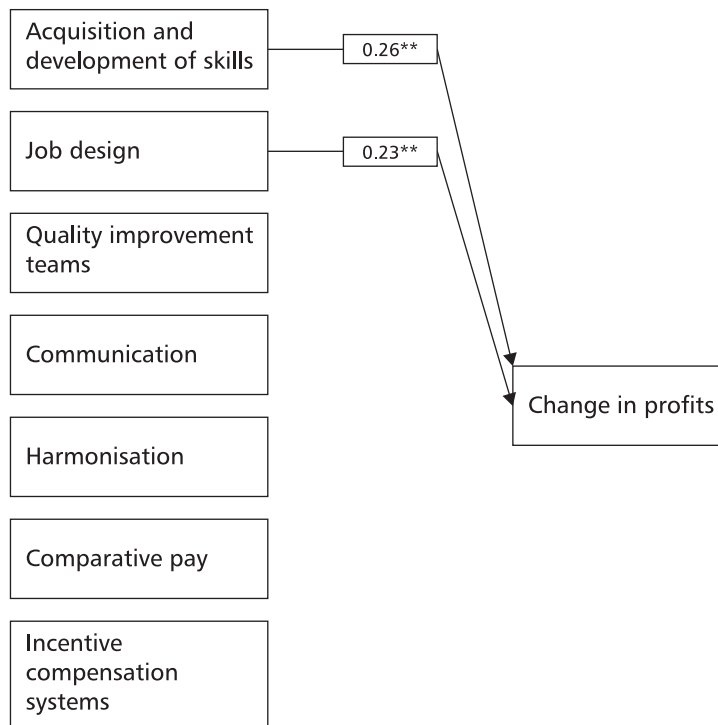 Acquisition and
development of skills
0.26**
Job design
0.23**
Quality improvement
teams
Communication
Change in profits
Harmonisation
Comparative pay
Incentive
compensation
systems